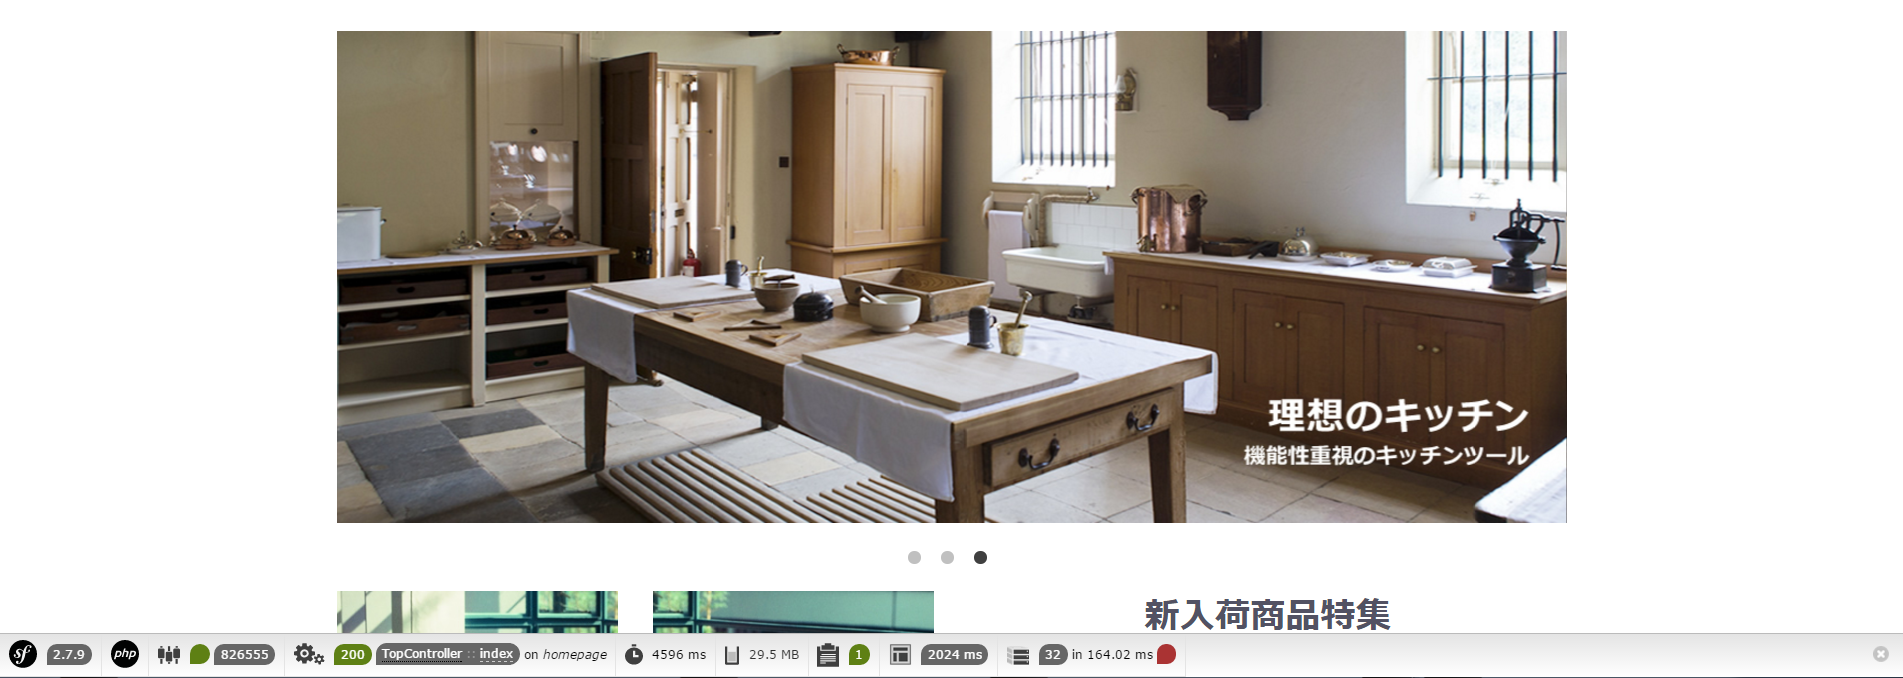 理想のキッチン
機能性重視のキッチンツール
新入荷商品特集
sf 2.7.9 php 826555 200 TopController :: index on homepage 4596 ms 29.5 MB 1 2024 ms 32 in 164.02 ms